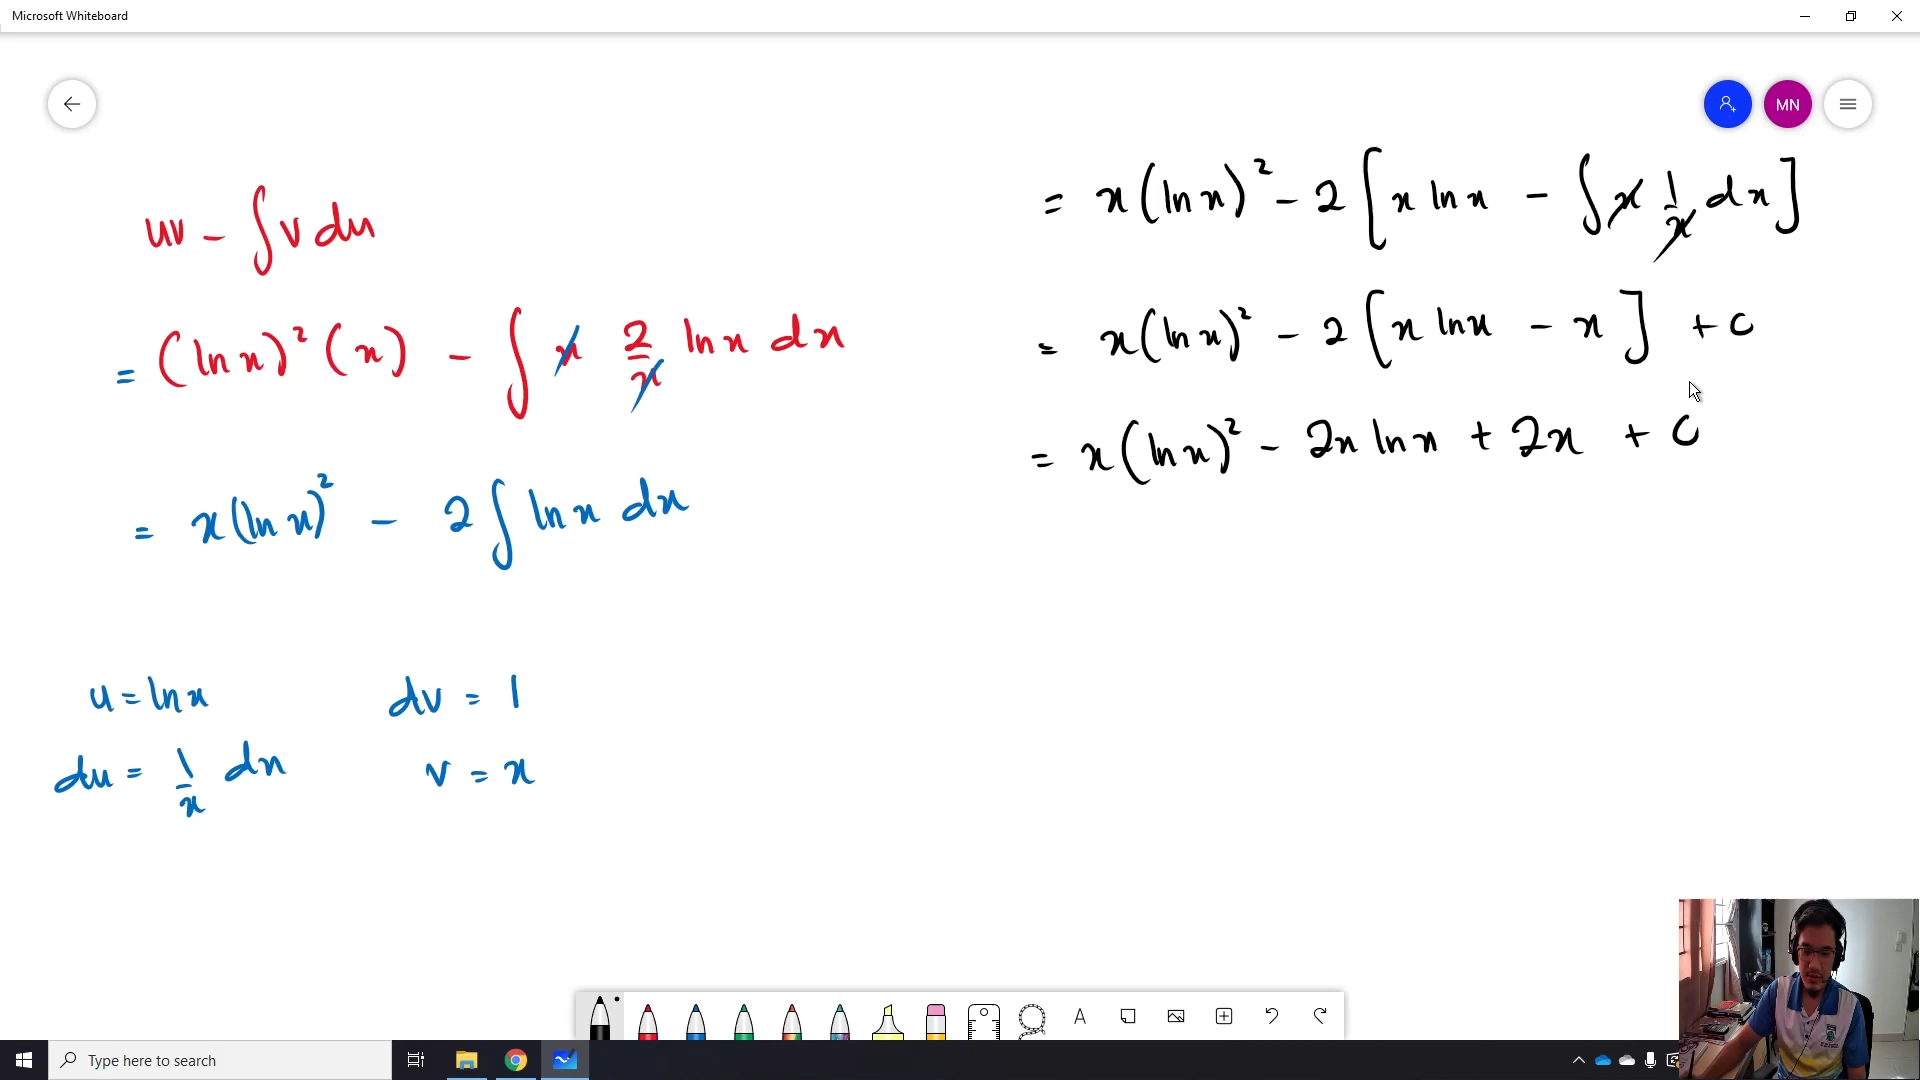 Microsoft Whiteboard
MN
uv - ∫ v du
= (ln x)² (x) - ∫ x 2/x ln x dx
= x(ln x)² - 2 ∫ ln x dx
u = ln x dv = 1
du = 1/x dx v = x
= x(ln x)² - 2 [x ln x - ∫ x 1/x dx]
= x(ln x)² - 2 [x ln x - x] + C
= x(ln x)² - 2x ln x + 2x + C
A
Type here to search